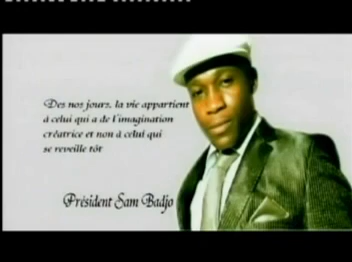 Des nos jours, la vie appartient
à celui qui a de l'imagination
créatrice et non à celui qui
se reveille tôt
Président Sam Badjo